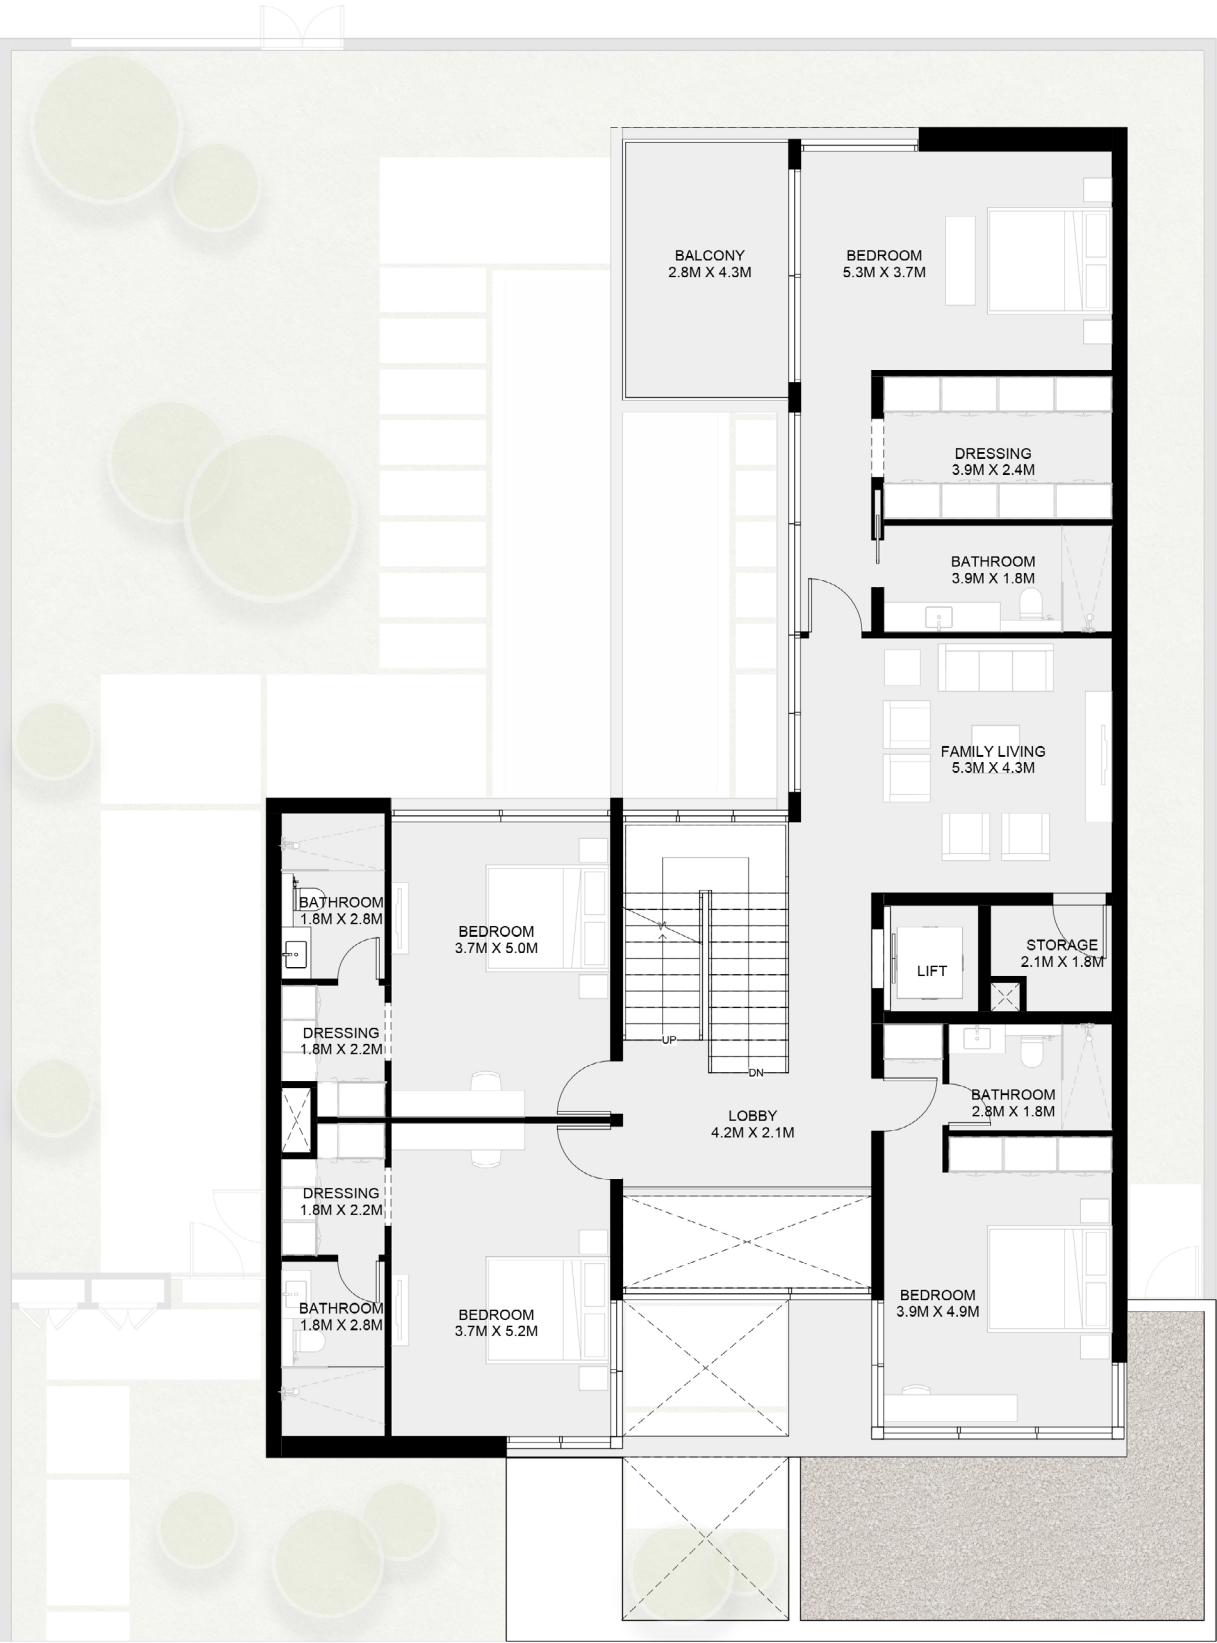 BALCONY
2.8M X 4.3M
BEDROOM
5.3M X 3.7M
DRESSING
3.9M X 2.4M
BATHROOM
3.9M X 1.8M
FAMILY LIVING
5.3M X 4.3M
BATHROOM
1.8M X 2.8M
BEDROOM
3.7M X 5.0M
STORAGE
2.1M X 1.8M
LIFT
DRESSING
1.8M X 2.2M
UP
DN
BATHROOM
2.8M X 1.8M
LOBBY
4.2M X 2.1M
DRESSING
1.8M X 2.2M
BATHROOM
1.8M X 2.8M
BEDROOM
3.7M X 5.2M
BEDROOM
3.9M X 4.9M